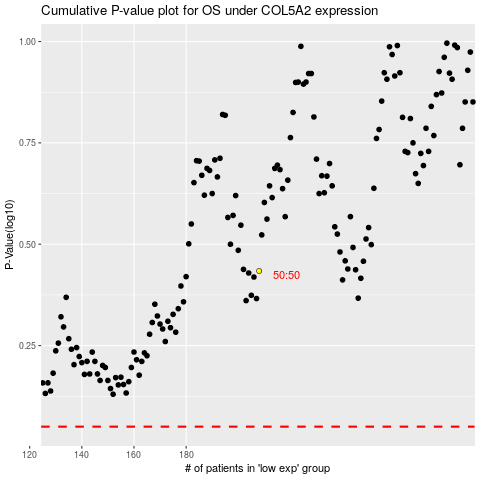 Cumulative P-value plot for OS under COL5A2 expression
P-Value(log10)
1.00
0.75
0.50
0.25
50:50
120 140 160 180
# of patients in 'low exp' group